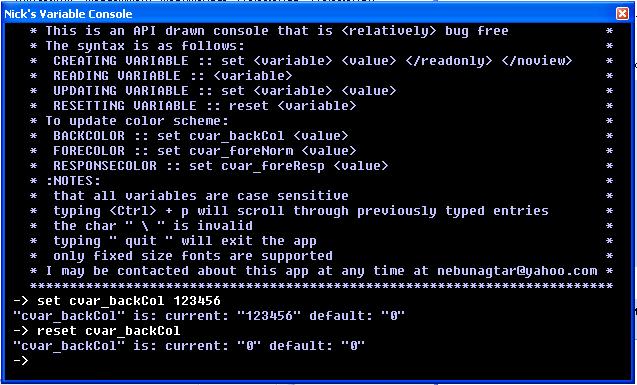 Nick's Variable Console
* This is an API drawn console that is <relatively> bug free *
* The syntax is as follows: *
* CREATING VARIABLE :: set <variable> <value> </readonly> </noview> *
* READING VARIABLE :: <variable> *
* UPDATING VARIABLE :: set <variable> <value> *
* RESETTING VARIABLE :: reset <variable> *
* To update color scheme: *
* BACKCOLOR :: set cvar_backCol <value> *
* FORECOLOR :: set cvar_foreNorm <value> *
* RESPONSECOLOR :: set cvar_foreResp <value> *
* :NOTES: *
* that all variables are case sensitive *
* typing <Ctrl> + p will scroll through previously typed entries *
* the char " \ " is invalid *
* typing " quit " will exit the app *
* only fixed size fonts are supported *
* I may be contacted about this app at any time at nebunagtar@yahoo.com *
*************************************************************************
-> set cvar_backCol 123456
"cvar_backCol" is: current: "123456" default: "0"
-> reset cvar_backCol
"cvar_backCol" is: current: "0" default: "0"
->